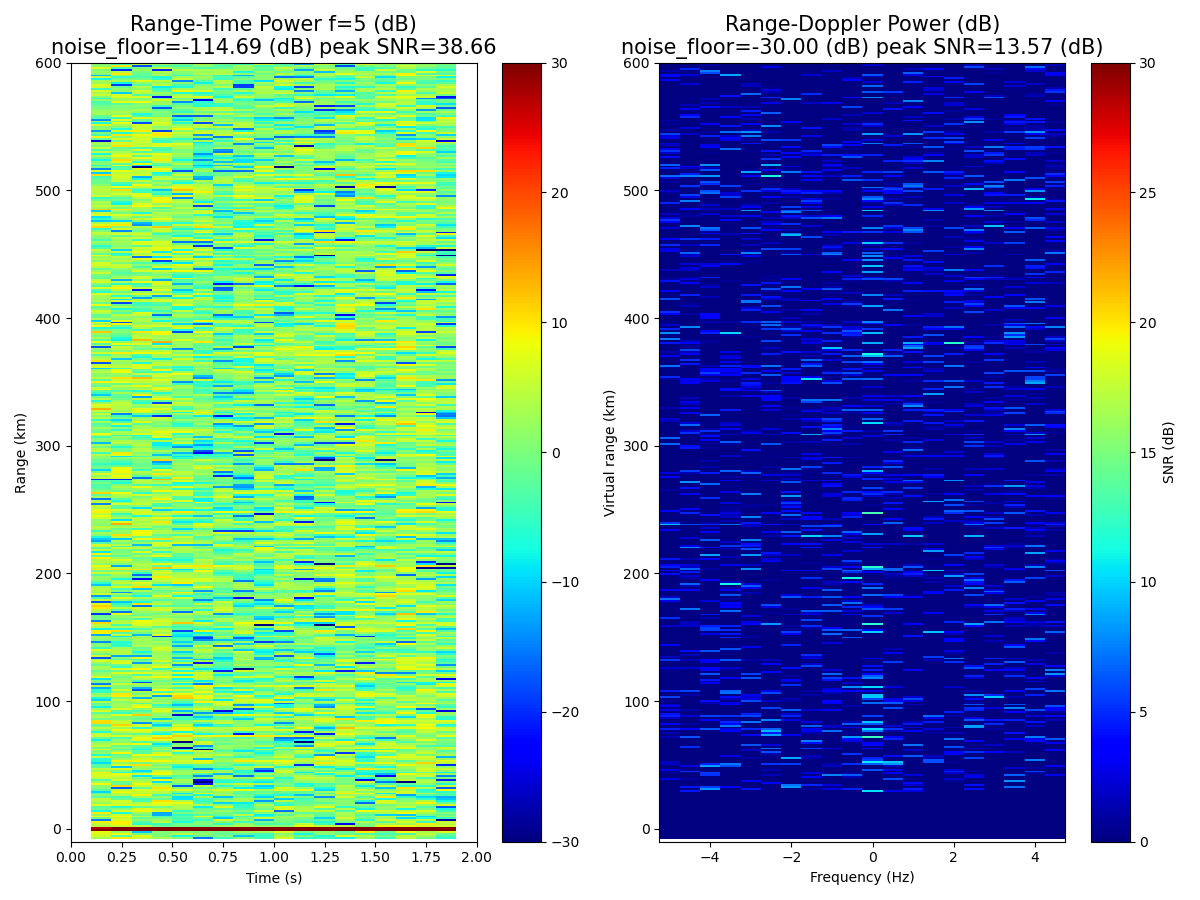 Range-Time Power f=5 (dB)
noise_floor=-114.69 (dB) peak SNR=38.66
Range-Doppler Power (dB)
noise_floor=-30.00 (dB) peak SNR=13.57 (dB)
Range (km)
600
500
400
300
200
100
0
0.00 0.25 0.50 0.75 1.00 1.25 1.50 1.75 2.00
Time (s)
30
20
10
0
−10
−20
−30
Virtual range (km)
600
500
400
300
200
100
0
−4 −2 0 2 4
Frequency (Hz)
30
25
20
15
10
5
0
SNR (dB)